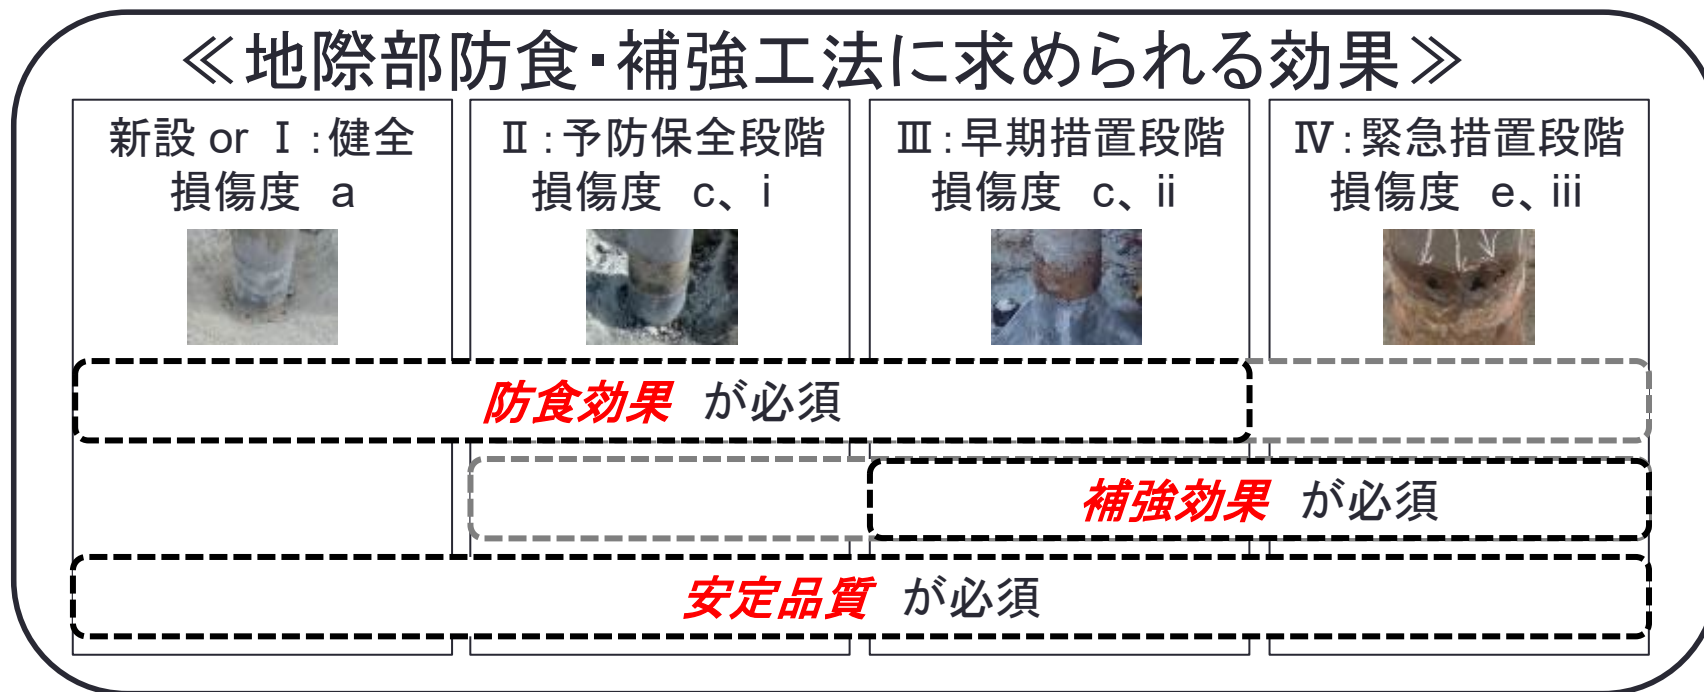 ≪地際部防食・補強工法に求められる効果≫
新設 or Ⅰ：健全
損傷度 a
Ⅱ：予防保全段階
損傷度 c、i
Ⅲ：早期措置段階
損傷度 c、ii
Ⅳ：緊急措置段階
損傷度 e、iii
防食効果 が必須
補強効果 が必須
安定品質 が必須